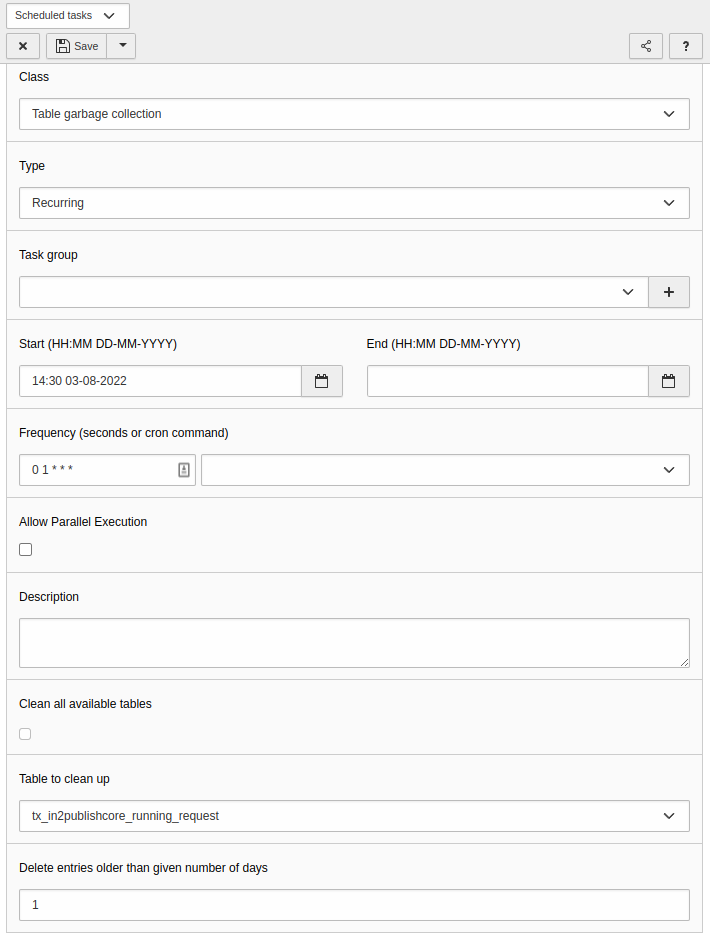 Scheduled tasks
Save
?
Class
Table garbage collection
Type
Recurring
Task group
Start (HH:MM DD-MM-YYYY) End (HH:MM DD-MM-YYYY)
14:30 03-08-2022
Frequency (seconds or cron command)
0 1 * * *
Allow Parallel Execution
Description
Clean all available tables
Table to clean up
tx_in2publishcore_running_request
Delete entries older than given number of days
1